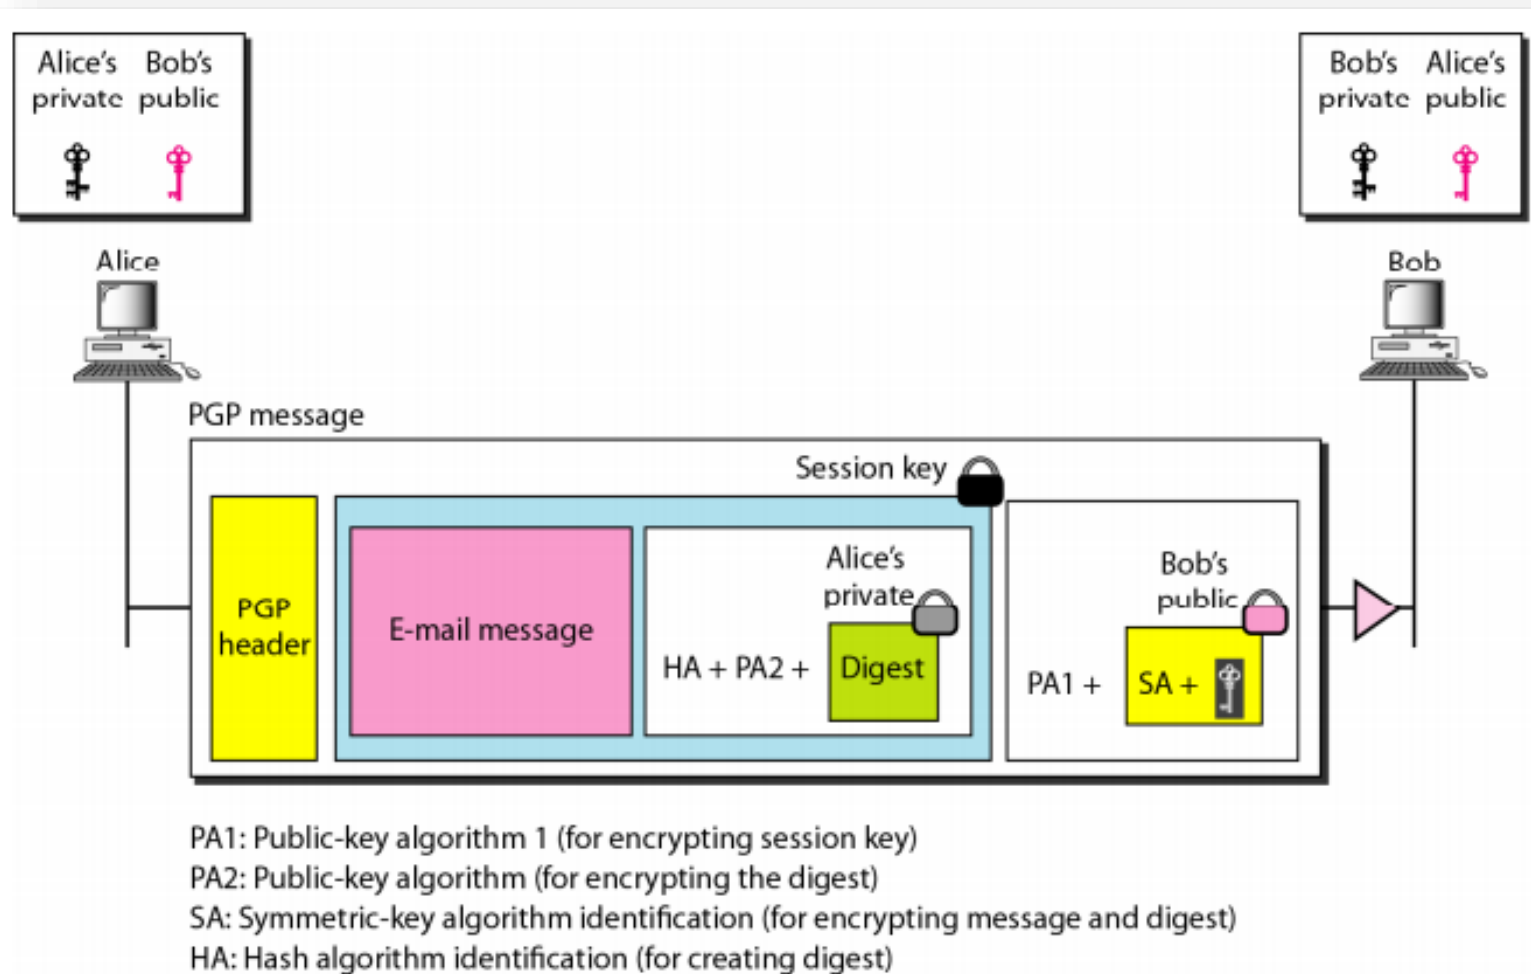 Alice's Bob's
private public
Bob's Alice's
private public
Alice
Bob
PGP message
Session key
PGP
header
E-mail message
Alice's
private
HA + PA2 +
Digest
Bob's
public
PA1 +
SA +
PA1: Public-key algorithm 1 (for encrypting session key)
PA2: Public-key algorithm (for encrypting the digest)
SA: Symmetric-key algorithm identification (for encrypting message and digest)
HA: Hash algorithm identification (for creating digest)